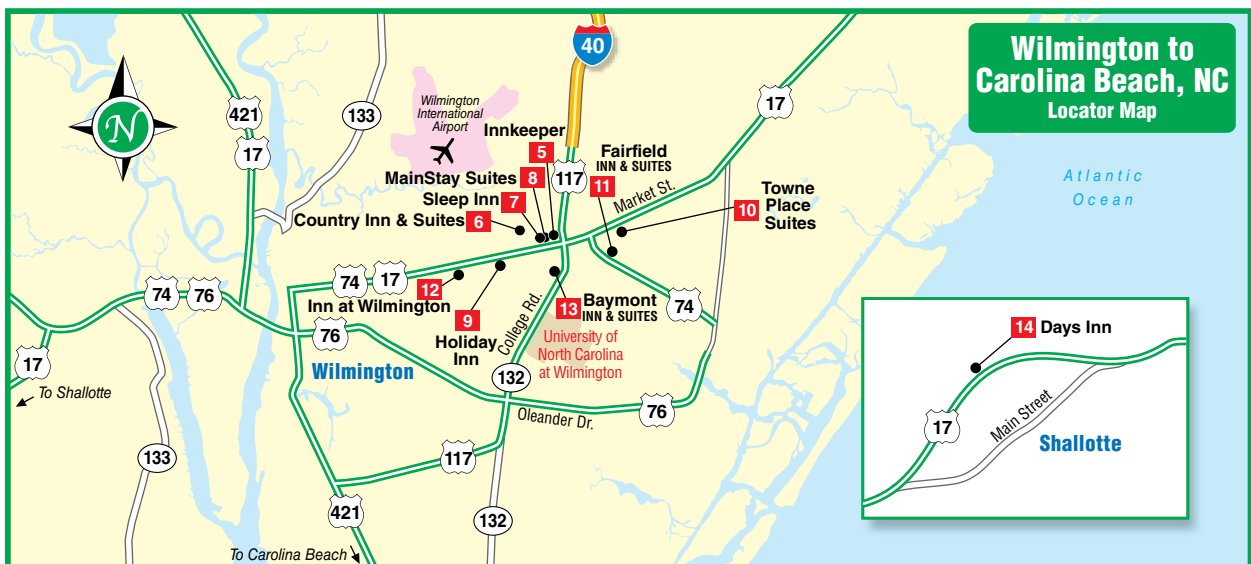 Wilmington to
Carolina Beach, NC
Locator Map
N
40
421
17
133
Wilmington
International
Airport
17
Innkeeper
5
117
Fairfield
INN & SUITES
11
Market St.
MainStay Suites 8
Sleep Inn 7
Country Inn & Suites 6
10 Towne
Place
Suites
Atlantic
Ocean
74 17
74 76
12
Inn at Wilmington
9
Holiday
Inn
College Rd.
13 Baymont
INN & SUITES
74
University of
North Carolina
at Wilmington
76
Wilmington
132
17
To Shallotte
Oleander Dr.
76
133
117
421
132
To Carolina Beach
14 Days Inn
17
Main Street
Shallotte